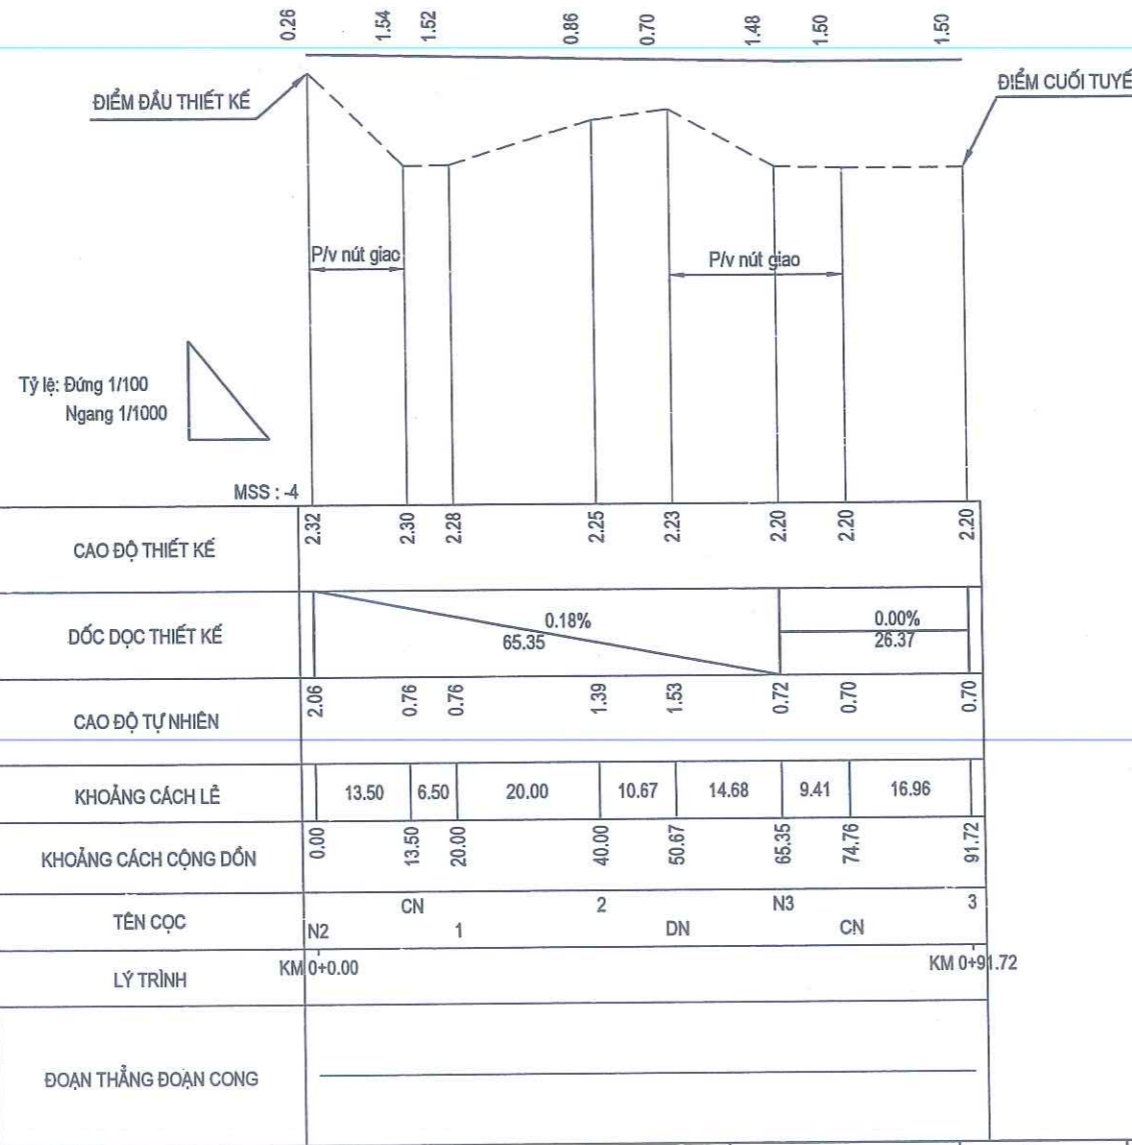 0.26 1.54 1.52 0.86 0.70 1.48 1.50 1.50
ĐIỂM ĐẦU THIẾT KẾ
ĐIỂM CUỐI TUYẾ
P/v nút giao
P/v nút giao
Tỷ lệ: Đứng 1/100
Ngang 1/1000
MSS : -4
CAO ĐỘ THIẾT KẾ
2.32 2.30 2.28 2.25 2.23 2.20 2.20 2.20
DỐC DỌC THIẾT KẾ
0.18%
65.35
0.00%
26.37
CAO ĐỘ TỰ NHIÊN
2.06 0.76 0.76 1.39 1.53 0.72 0.70 0.70
KHOẢNG CÁCH LẺ
13.50 6.50 20.00 10.67 14.68 9.41 16.96
KHOẢNG CÁCH CỘNG DỒN
0.00 13.50 20.00 40.00 50.67 65.35 74.76 91.72
TÊN CỌC
CN 2 N3 3
N2 1 DN CN
LÝ TRÌNH
KM 0+0.00
KM 0+91.72
ĐOẠN THẲNG ĐOẠN CONG